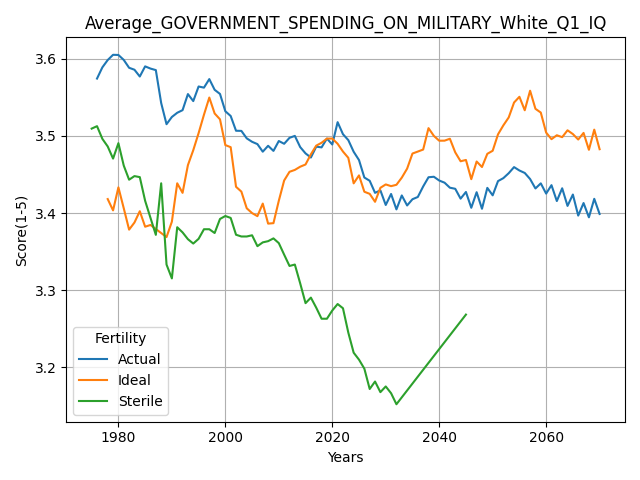 Average_GOVERNMENT_SPENDING_ON_MILITARY_White_Q1_IQ
Score(1-5)
3.6
3.5
3.4
3.3
3.2
Fertility
Actual
Ideal
Sterile
1980 2000 2020 2040 2060
Years